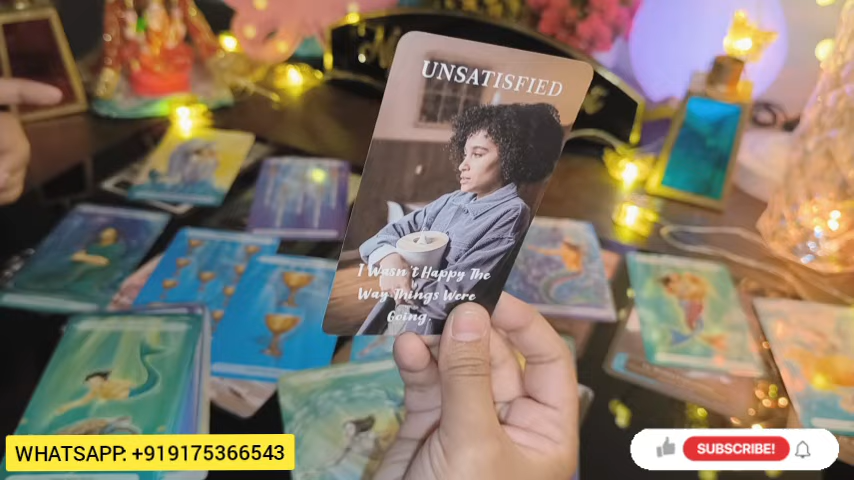 UNSATISFIED
I Wasn't Happy The
Way Things Were
Going.
WHATSAPP: +919175366543
SUBSCRIBE!